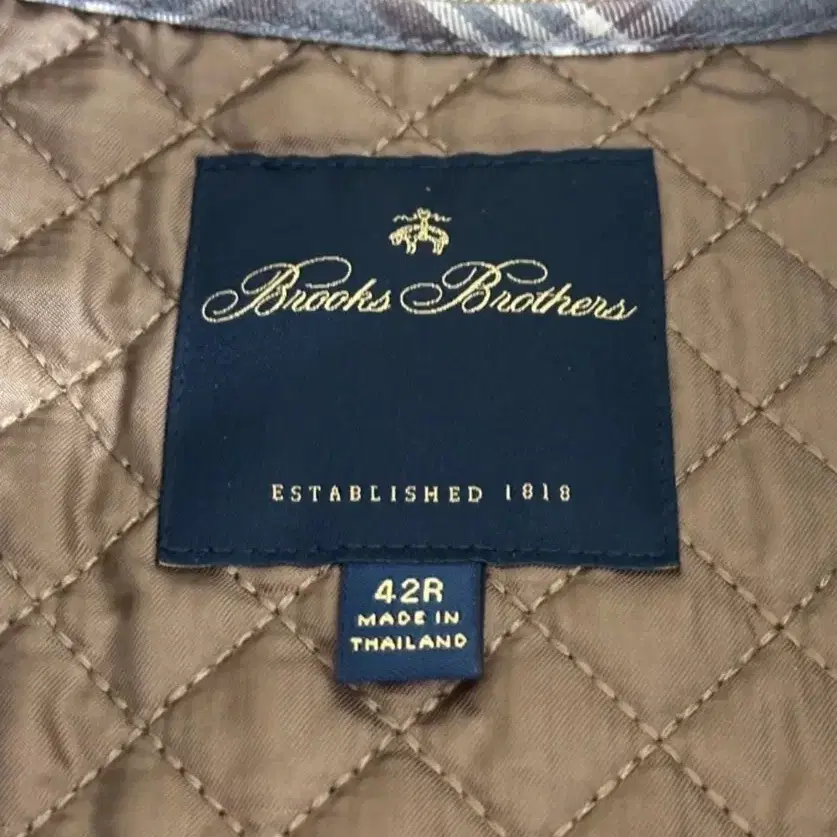 Brooks Brothers
ESTABLISHED 1818
42R
MADE IN
THAILAND